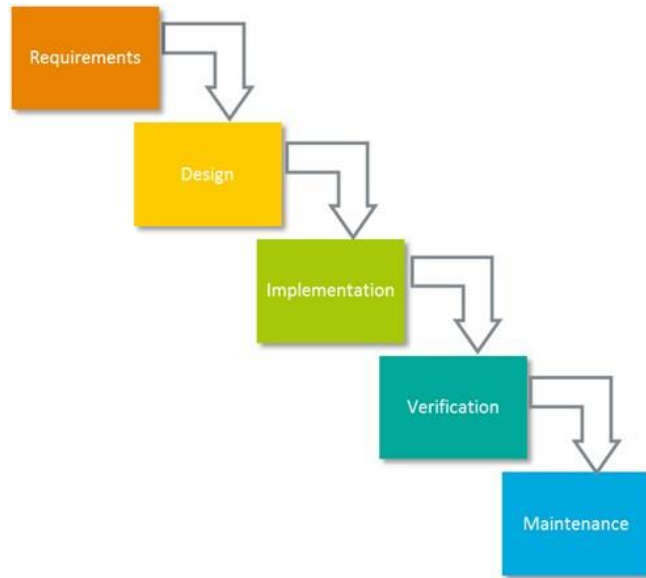 Requirements
Design
Implementation
Verification
Maintenance